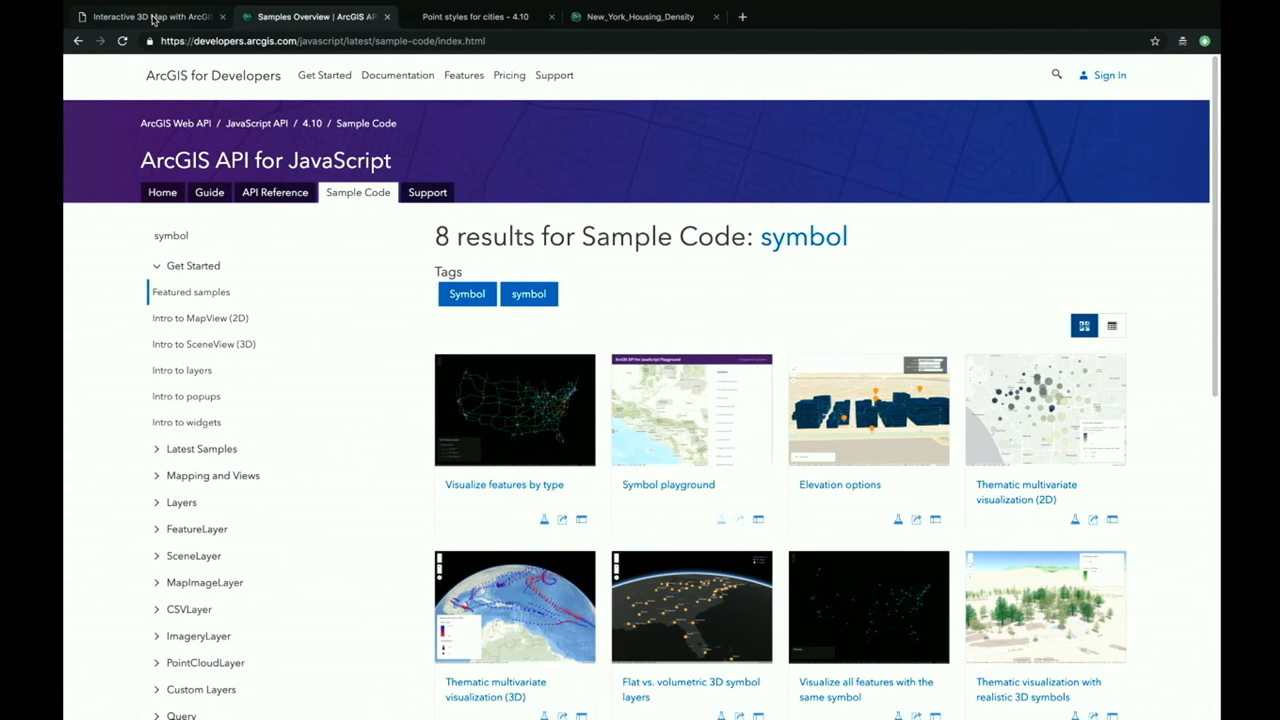 Interactive 3D Map with ArcGIS
Samples Overview | ArcGIS AP
Point styles for cities - 4.10
New_York_Housing_Density
https://developers.arcgis.com/javascript/latest/sample-code/index.html
ArcGIS for Developers
Get Started
Documentation
Features
Pricing
Support
Sign In
ArcGIS Web API / JavaScript API / 4.10 / Sample Code
ArcGIS API for JavaScript
Home
Guide
API Reference
Sample Code
Support
symbol
Get Started
Featured samples
Intro to MapView (2D)
Intro to SceneView (3D)
Intro to layers
Intro to popups
Intro to widgets
Latest Samples
Mapping and Views
Layers
FeatureLayer
SceneLayer
MapImageLayer
CSVLayer
ImageryLayer
PointCloudLayer
Custom Layers
Query
8 results for Sample Code: symbol
Tags
Symbol
symbol
Visualize features by type
Symbol playground
Elevation options
Thematic multivariate
visualization (2D)
Thematic multivariate
visualization (3D)
Flat vs. volumetric 3D symbol
layers
Visualize all features with the
same symbol
Thematic visualization with
realistic 3D symbols